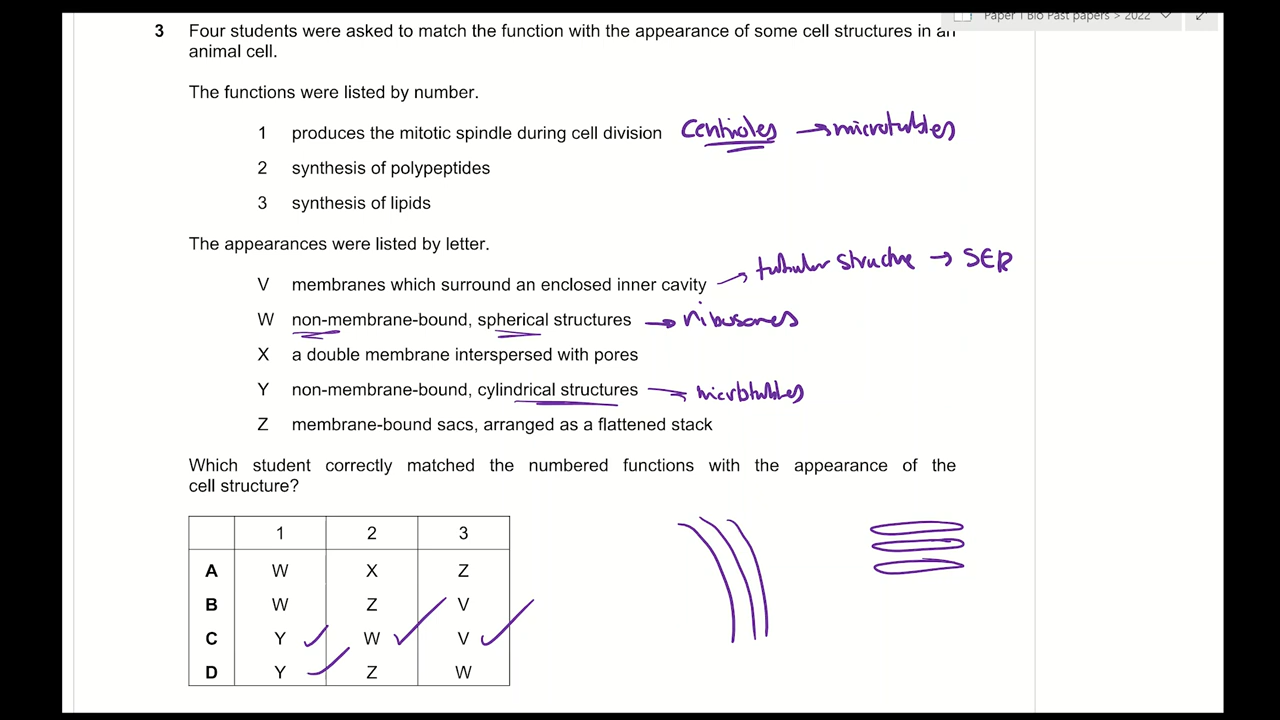 Paper 1 Bio Past papers > 2022
3 Four students were asked to match the function with the appearance of some cell structures in an
animal cell.
The functions were listed by number.
1 produces the mitotic spindle during cell division Centrioles → microtubles
2 synthesis of polypeptides
3 synthesis of lipids
The appearances were listed by letter.
tubular structure → SER
V membranes which surround an enclosed inner cavity
W non-membrane-bound, spherical structures → ribosomes
X a double membrane interspersed with pores
Y non-membrane-bound, cylindrical structures → microtubles
Z membrane-bound sacs, arranged as a flattened stack
Which student correctly matched the numbered functions with the appearance of the
cell structure?
1 2 3
A W X Z
B W Z V
C Y W V
D Y Z W